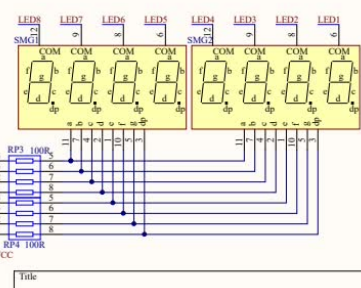 LED8 LED7 LED6 LED5 LED4 LED3 LED2 LED1
12 9 8 6 12 9 8 6
SMG1 SMG2
COM COM COM COM COM COM COM COM
a a a a a a a a
f b f b f b f b f b f b f b f b
g g g g g g g g
e c e c e c e c e c e c e c e c
d d d d d d d d
dp dp dp dp dp dp dp dp
a b c d e f g dp a b c d e f g dp
11 7 4 2 1 10 5 3 11 7 4 2 1 10 5 3
RP3 100R
5
6
7
8
5
6
7
8
RP4 100R
CC
Title